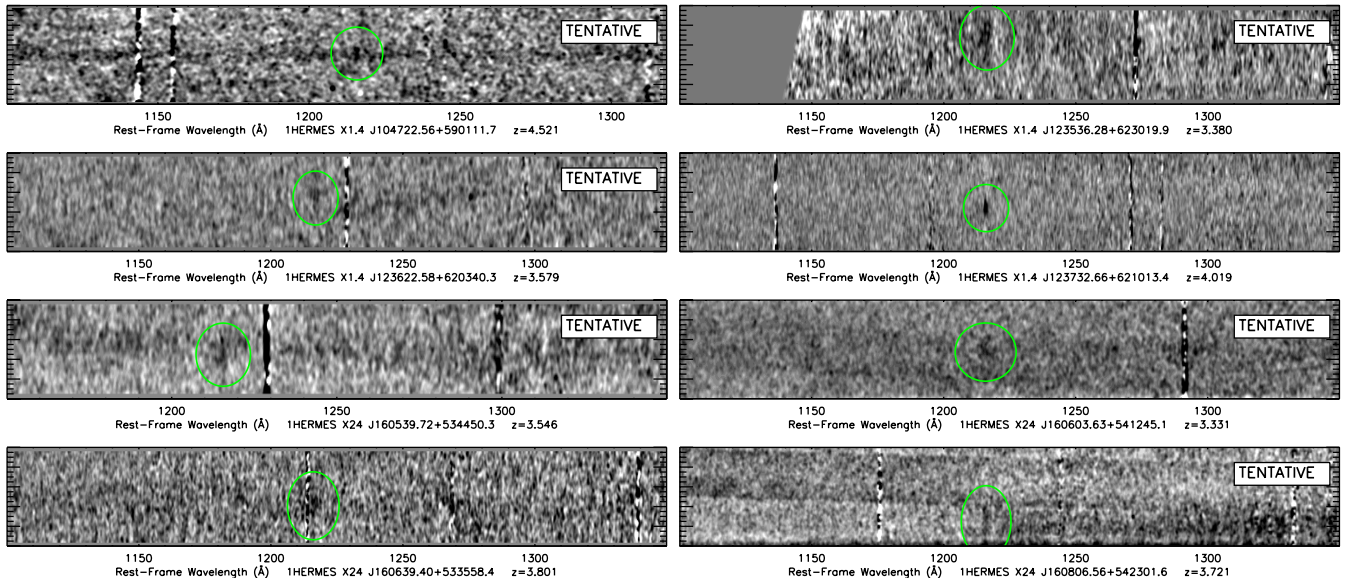 TENTATIVE
1150 1200 1250 1300
Rest-Frame Wavelength (Å) 1HERMES X1.4 J104722.56+590111.7 z=4.521
TENTATIVE
1150 1200 1250 1300
Rest-Frame Wavelength (Å) 1HERMES X1.4 J123536.28+623019.9 z=3.380
TENTATIVE
1150 1200 1250 1300
Rest-Frame Wavelength (Å) 1HERMES X1.4 J123622.58+620340.3 z=3.579
1150 1200 1250 1300
Rest-Frame Wavelength (Å) 1HERMES X1.4 J123732.66+621013.4 z=4.019
TENTATIVE
1200 1250 1300
Rest-Frame Wavelength (Å) 1HERMES X24 J160539.72+534450.3 z=3.546
TENTATIVE
1150 1200 1250 1300
Rest-Frame Wavelength (Å) 1HERMES X24 J160603.63+541245.1 z=3.331
1150 1200 1250 1300
Rest-Frame Wavelength (Å) 1HERMES X24 J160639.40+533558.4 z=3.801
TENTATIVE
1150 1200 1250 1300
Rest-Frame Wavelength (Å) 1HERMES X24 J160806.56+542301.6 z=3.721